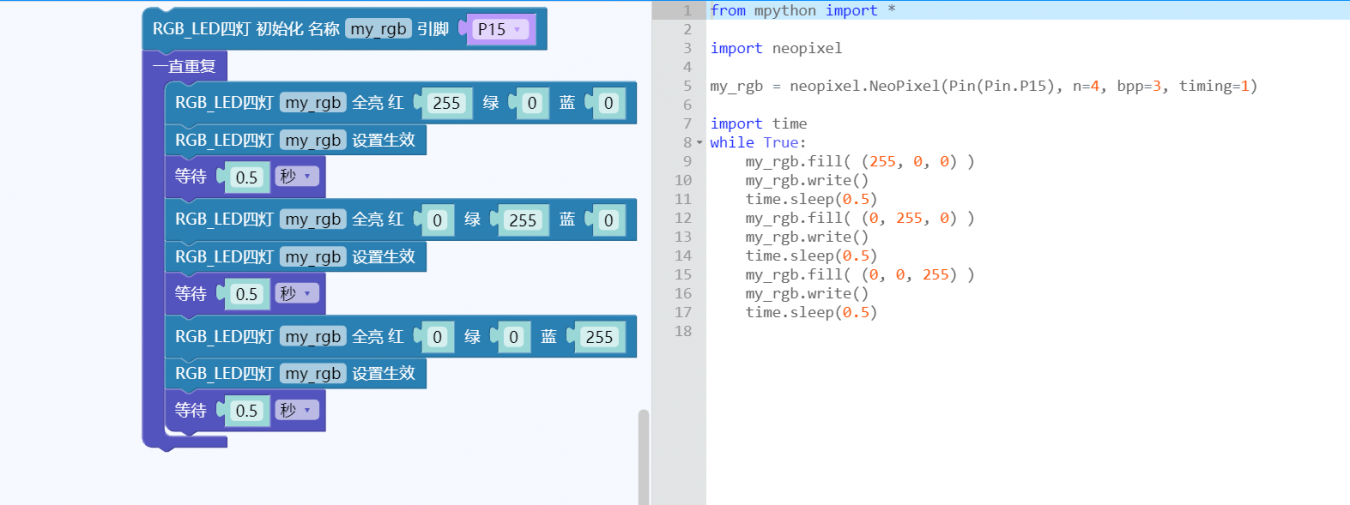 RGB_LED四灯 初始化 名称 my_rgb 引脚 P15
一直重复
RGB_LED四灯 my_rgb 全亮 红 255 绿 0 蓝 0
RGB_LED四灯 my_rgb 设置生效
等待 0.5 秒
RGB_LED四灯 my_rgb 全亮 红 0 绿 255 蓝 0
RGB_LED四灯 my_rgb 设置生效
等待 0.5 秒
RGB_LED四灯 my_rgb 全亮 红 0 绿 0 蓝 255
RGB_LED四灯 my_rgb 设置生效
等待 0.5 秒
1 from mpython import *
2
3 import neopixel
4
5 my_rgb = neopixel.NeoPixel(Pin(Pin.P15), n=4, bpp=3, timing=1)
6
7 import time
8 while True:
9     my_rgb.fill( (255, 0, 0) )
10     my_rgb.write()
11     time.sleep(0.5)
12     my_rgb.fill( (0, 255, 0) )
13     my_rgb.write()
14     time.sleep(0.5)
15     my_rgb.fill( (0, 0, 255) )
16     my_rgb.write()
17     time.sleep(0.5)
18